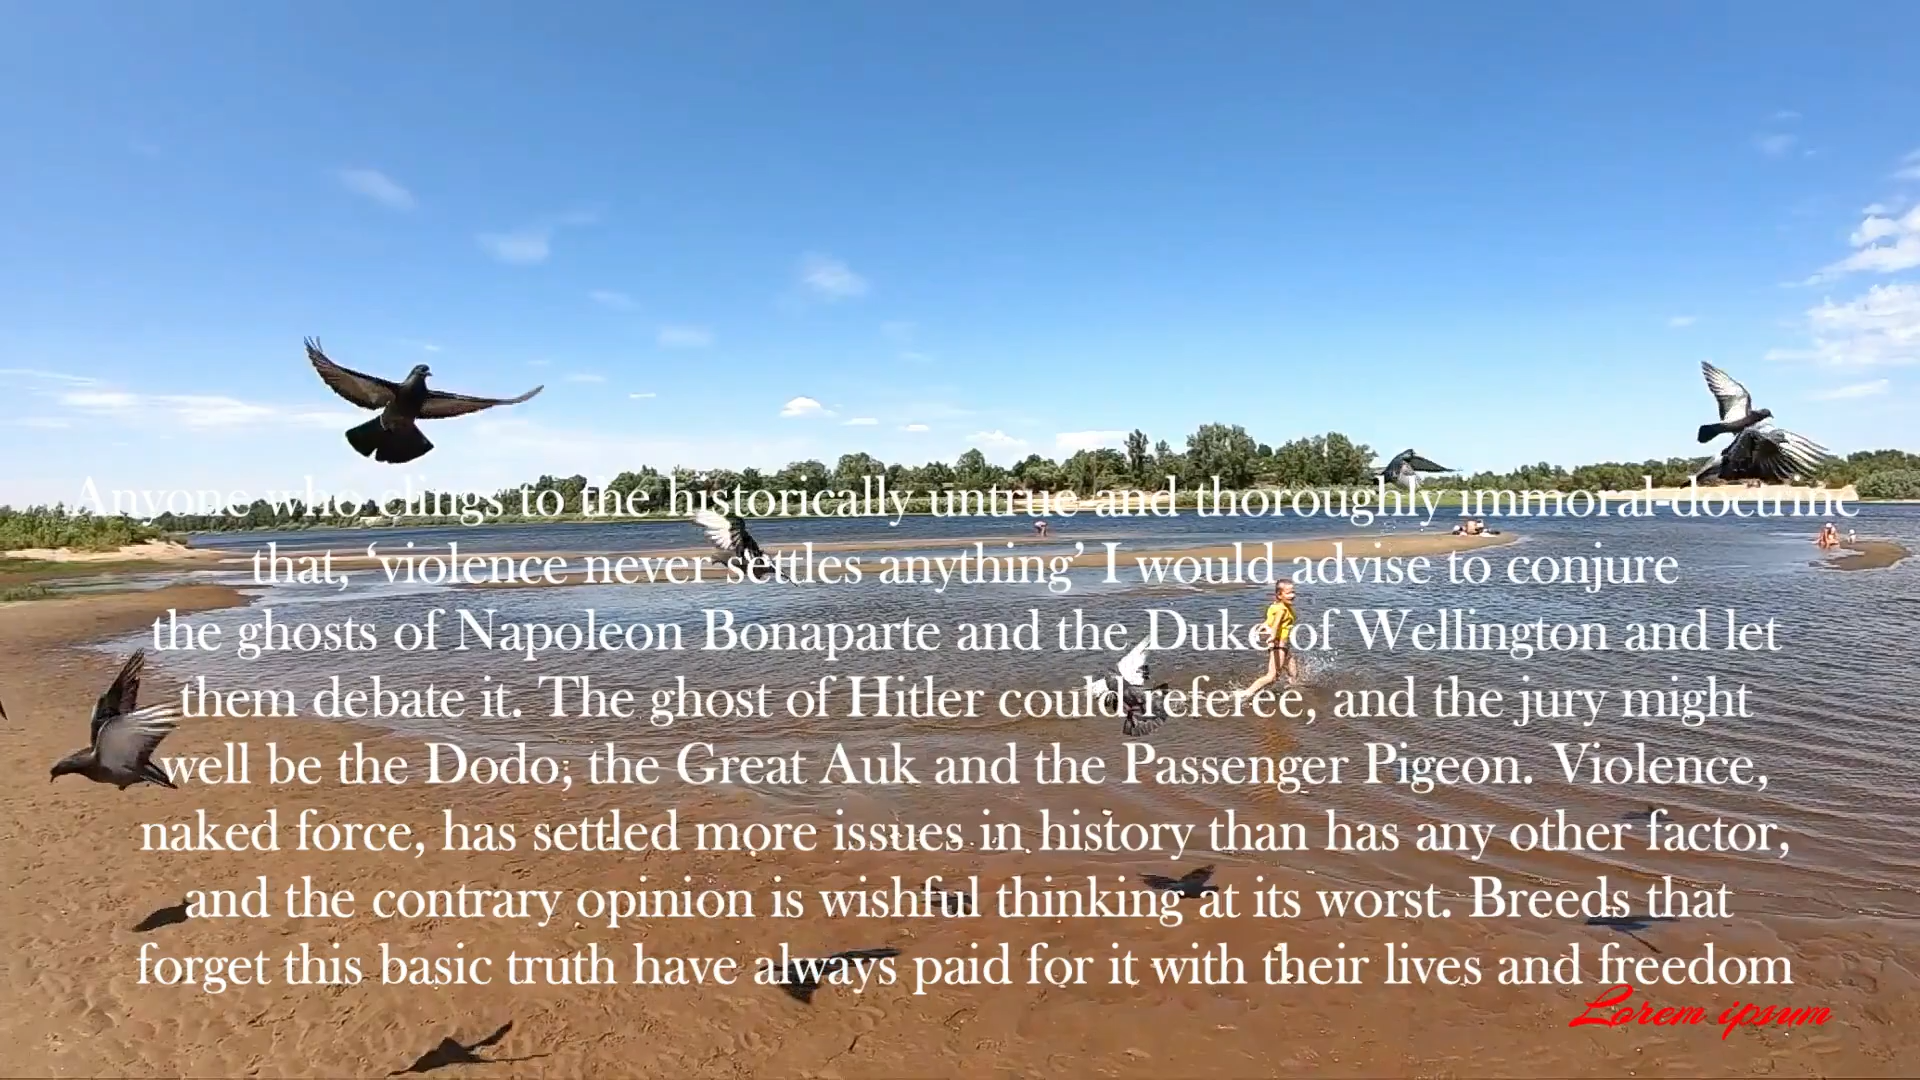 Anyone who clings to the historically untrue and thoroughly immoral doctrine
that, ‘violence never settles anything’ I would advise to conjure
the ghosts of Napoleon Bonaparte and the Duke of Wellington and let
them debate it. The ghost of Hitler could referee, and the jury might
well be the Dodo; the Great Auk and the Passenger Pigeon. Violence,
naked force, has settled more issues in history than has any other factor,
and the contrary opinion is wishful thinking at its worst. Breeds that
forget this basic truth have always paid for it with their lives and freedom
Lorem ipsum